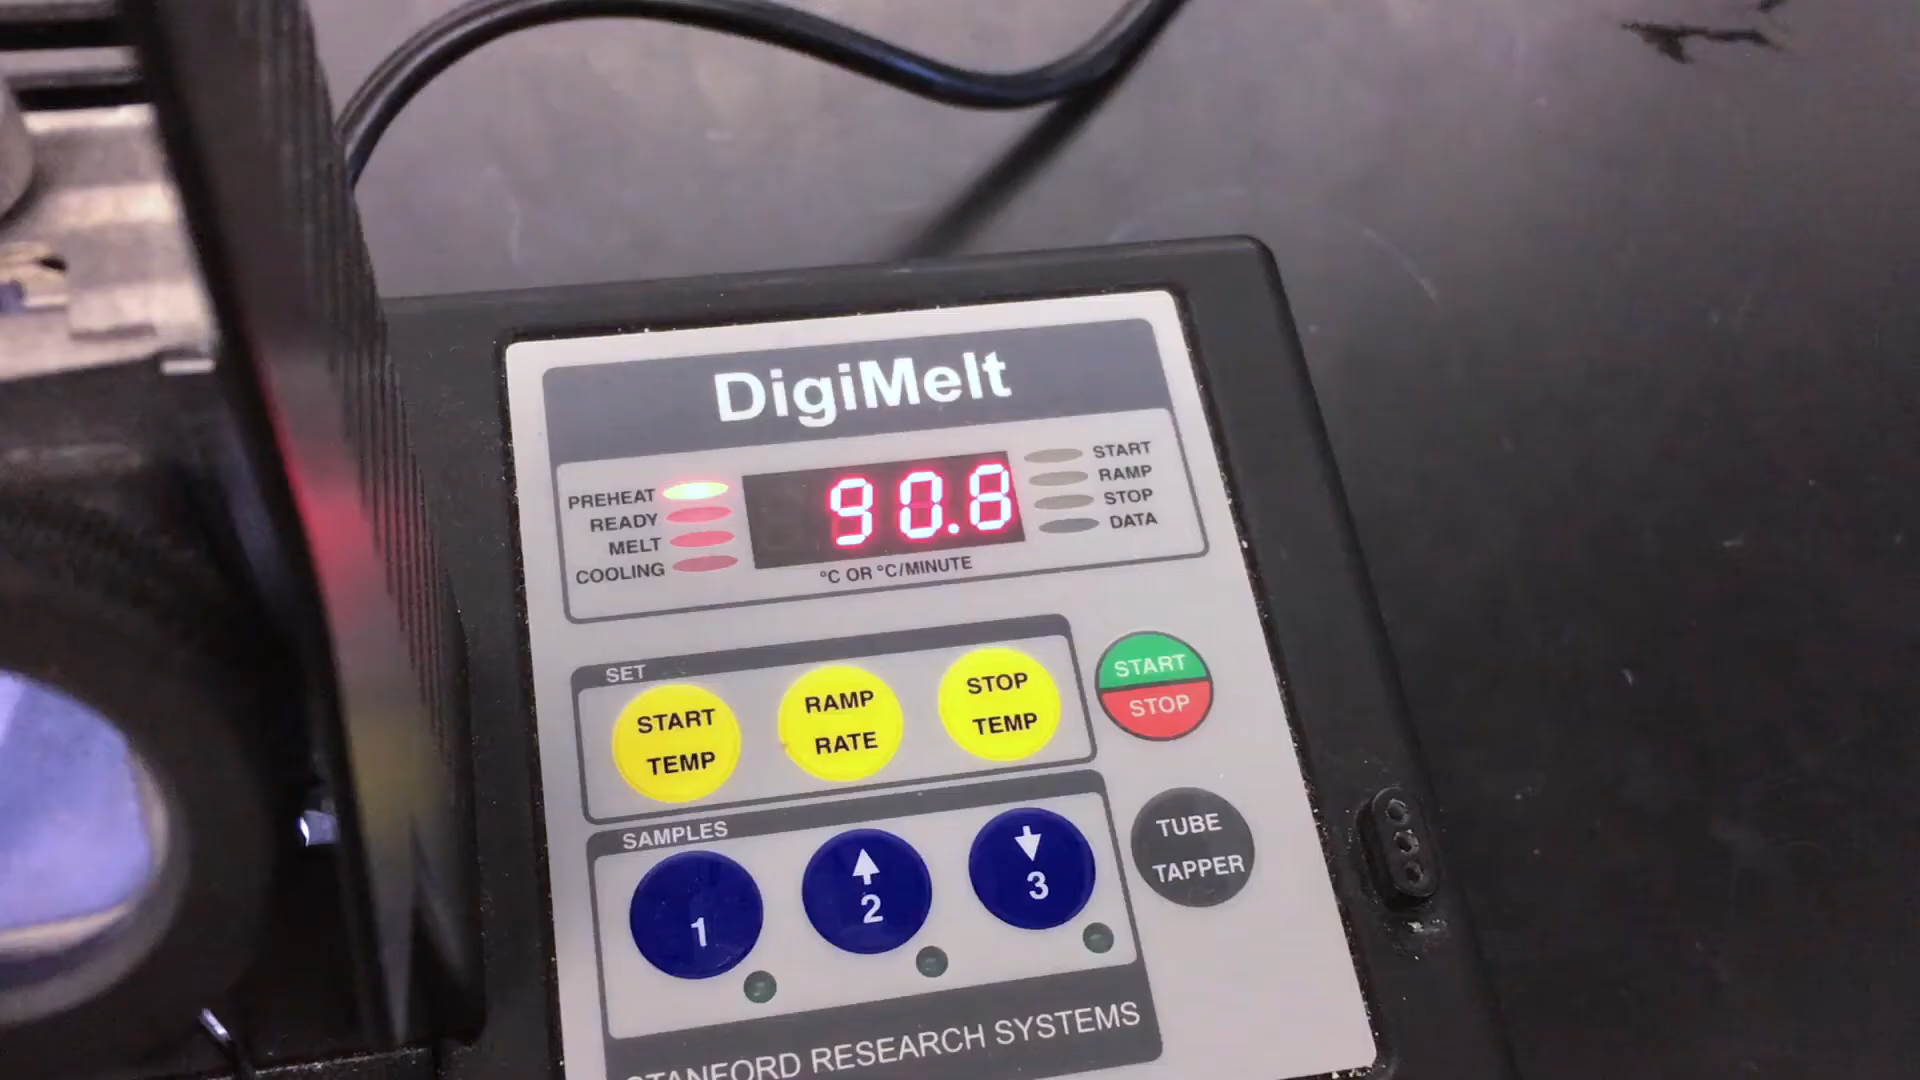 DigiMelt
PREHEAT
READY
MELT
COOLING
90.8
START
RAMP
STOP
DATA
°C OR °C/MINUTE
SET
START
TEMP
RAMP
RATE
STOP
TEMP
START
STOP
SAMPLES
1
2
3
TUBE
TAPPER
STANFORD RESEARCH SYSTEMS